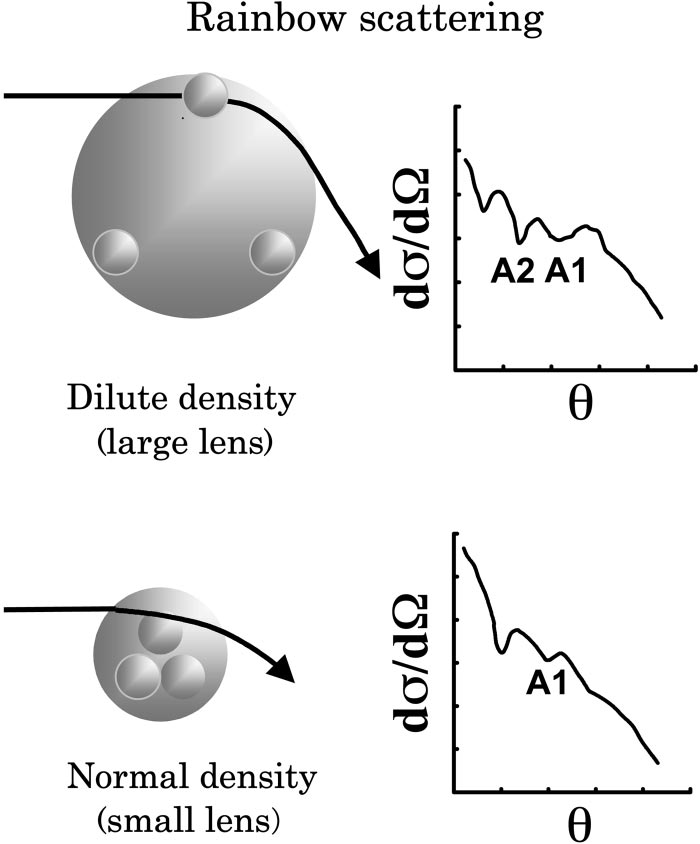 Rainbow scattering
dσ/dΩ
A2 A1
θ
Dilute density
(large lens)
dσ/dΩ
A1
θ
Normal density
(small lens)